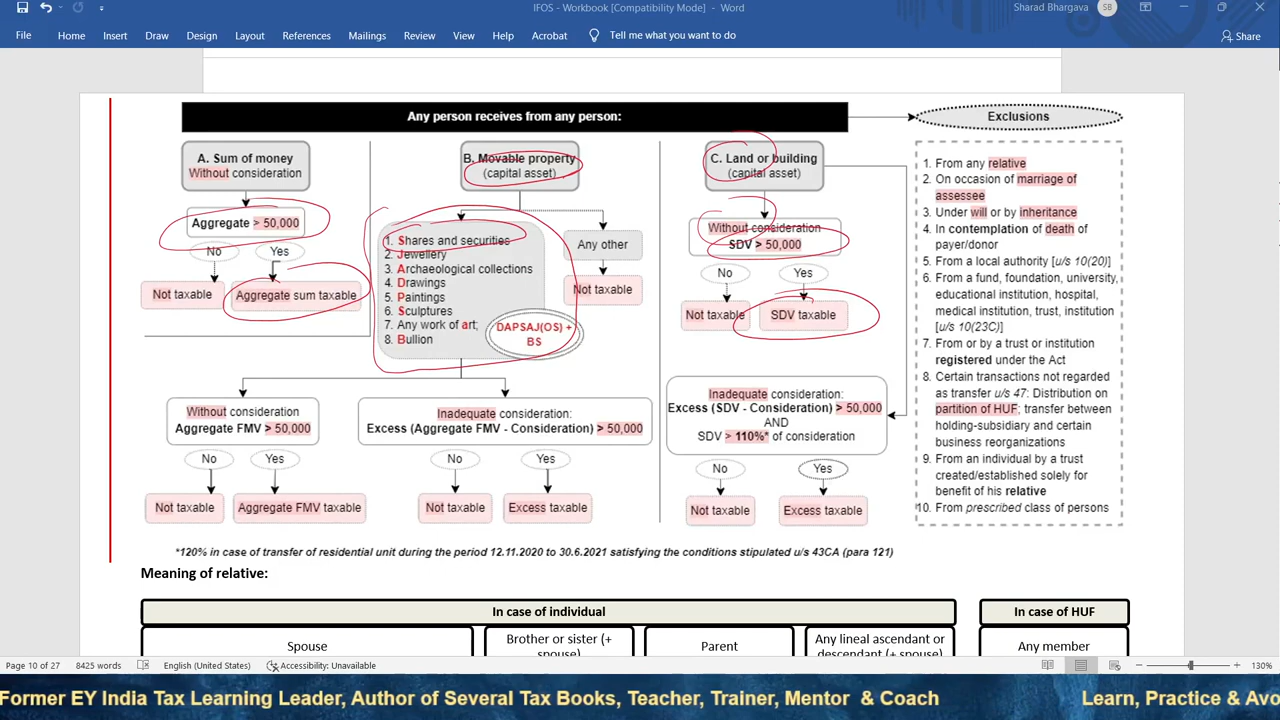 IFOS - Workbook [Compatibility Mode] - Word
Sharad Bhargava SB
File Home Insert Draw Design Layout References Mailings Review View Help Acrobat Tell me what you want to do Share
Any person receives from any person:
Exclusions
A. Sum of money
Without consideration
Aggregate > 50,000
No Yes
Not taxable
Aggregate sum taxable
B. Movable property
(capital asset)
1. Shares and securities
2. Jewellery
3. Archaeological collections
4. Drawings
5. Paintings
6. Sculptures
7. Any work of art;
8. Bullion
DAPSAJ(OS) +
BS
Any other
Not taxable
Without consideration
Aggregate FMV > 50,000
No Yes
Not taxable
Aggregate FMV taxable
Inadequate consideration:
Excess (Aggregate FMV - Consideration) > 50,000
No Yes
Not taxable
Excess taxable
C. Land or building
(capital asset)
Without consideration
SDV > 50,000
No Yes
Not taxable
SDV taxable
Inadequate consideration:
Excess (SDV - Consideration) > 50,000
AND
SDV > 110%* of consideration
No Yes
Not taxable
Excess taxable
1. From any relative
2. On occasion of marriage of
assessee
3. Under will or by inheritance
4. In contemplation of death of
payer/donor
5. From a local authority [u/s 10(20)]
6. From a fund, foundation, university,
educational institution, hospital,
medical institution, trust, institution
[u/s 10(23C)]
7. From or by a trust or institution
registered under the Act
8. Certain transactions not regarded
as transfer u/s 47: Distribution on
partition of HUF; transfer between
holding-subsidiary and certain
business reorganizations
9. From an individual by a trust
created/established solely for
benefit of his relative
10. From prescribed class of persons
*120% in case of transfer of residential unit during the period 12.11.2020 to 30.6.2021 satisfying the conditions stipulated u/s 43CA (para 121)
Meaning of relative:
In case of individual
In case of HUF
Spouse
Brother or sister (+
spouse)
Parent
Any lineal ascendant or
descendant (+ spouse)
Any member
Page 10 of 27 8425 words English (United States) Accessibility: Unavailable 130%
Former EY India Tax Learning Leader, Author of Several Tax Books, Teacher, Trainer, Mentor & Coach
Learn, Practice & Avo